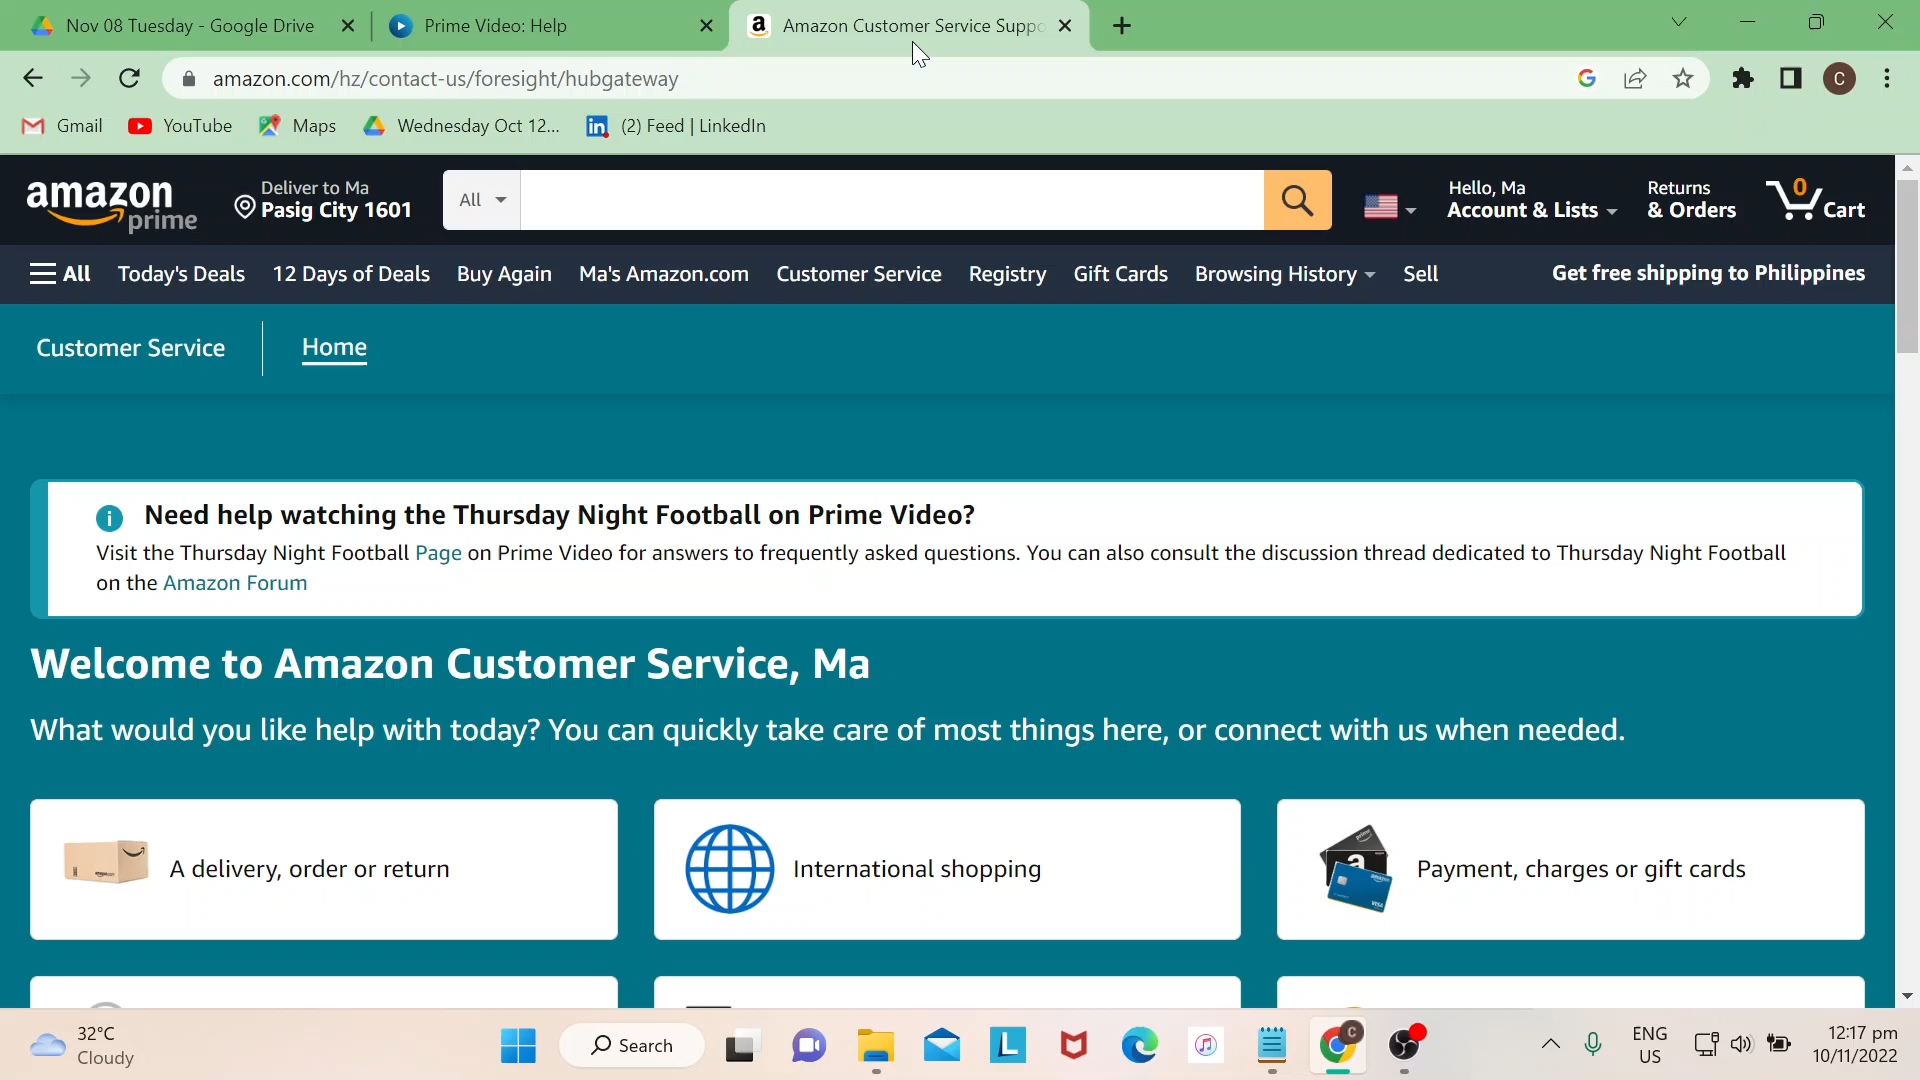 Nov 08 Tuesday - Google Drive
Prime Video: Help
Amazon Customer Service Suppo
amazon.com/hz/contact-us/foresight/hubgateway
G
C
Gmail
YouTube
Maps
Wednesday Oct 12...
in
(2) Feed | LinkedIn
amazon
prime
Deliver to Ma
Pasig City 1601
All
Hello, Ma
Account & Lists
Returns
& Orders
0
Cart
All
Today's Deals
12 Days of Deals
Buy Again
Ma's Amazon.com
Customer Service
Registry
Gift Cards
Browsing History
Sell
Get free shipping to Philippines
Customer Service
Home
Need help watching the Thursday Night Football on Prime Video?
Visit the Thursday Night Football Page on Prime Video for answers to frequently asked questions. You can also consult the discussion thread dedicated to Thursday Night Football
on the Amazon Forum
Welcome to Amazon Customer Service, Ma
What would you like help with today? You can quickly take care of most things here, or connect with us when needed.
A delivery, order or return
International shopping
Payment, charges or gift cards
32°C
Cloudy
Search
L
C
ENG
US
12:17 pm
10/11/2022